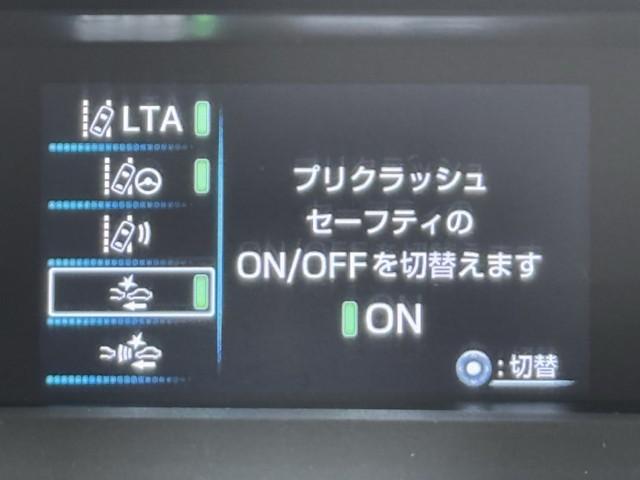 LTA
プリクラッシュ
セーフティの
ON/OFFを切替えます
ON
:切替